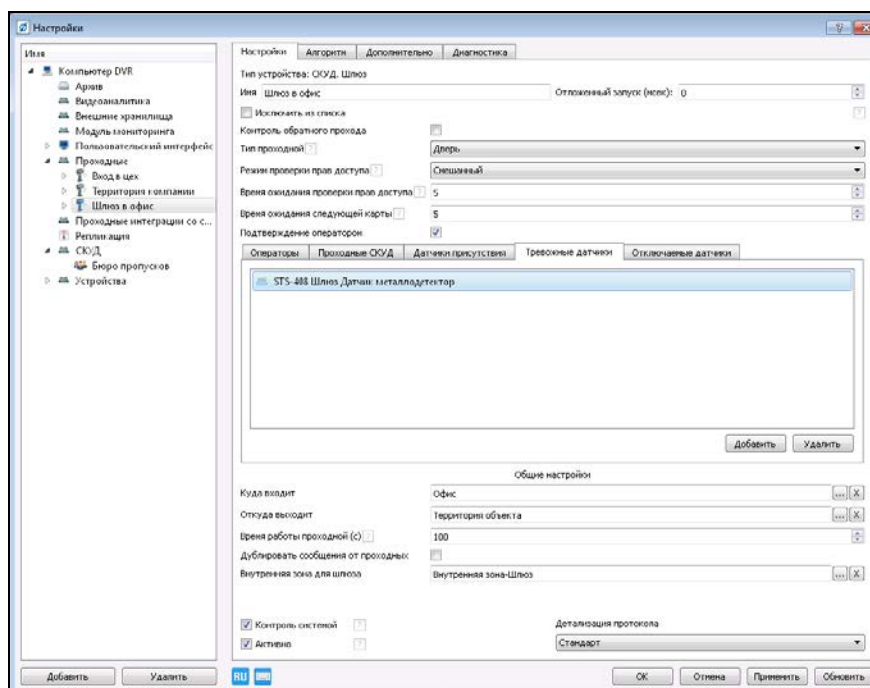 Настройки
Имя
Компьютер DVR
Архив
Видеоаналитика
Внешние хранилища
Модуль мониторинга
Пользовательский интерфейс
Проходные
Вход в цех
Территория компании
Шлюз в офис
Проходные интеграции со с...
Репликация
СКУД
Бюро пропусков
Устройства
Добавить Удалить
Настройки Алгоритм Дополнительно Диагностика
Тип устройства: СКУД. Шлюз
Имя Шлюз в офис Отложенный запуск (мсек): 0
Исключить из списка ?
Контроль обратного прохода
Тип проходной ? Дверь
Режим проверки прав доступа ? Смешанный
Время ожидания проверки прав доступа ? 5
Время ожидания следующей карты ? 5
Подтверждение оператором
Операторы Проходные СКУД Датчики присутствия Тревожные датчики Отключаемые датчики
STS-408 Шлюз Датчик металлодетектор
Добавить Удалить
Общие настройки
Куда входит Офис ... X
Откуда выходит Территория объекта ... X
Время работы проходной (с) ? 100
Дублировать сообщения от проходных
Внутренняя зона для шлюза Внутренняя зона-Шлюз ... X
Контроль системой ? Детализация протокола
Активно ? Стандарт
RU OK Отмена Применить Обновить